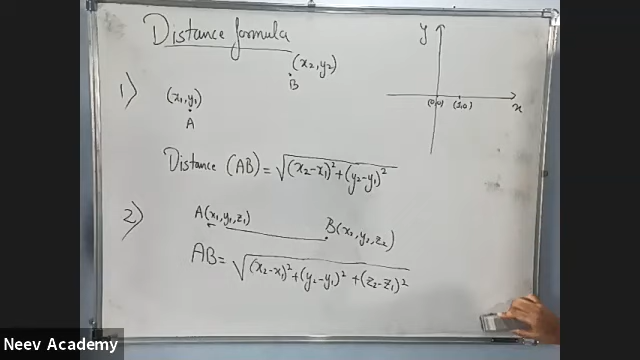 Distance formula
y
(x₂,y₂)
B
1)
(x₁,y₁)
A
(0,0) (1,0) x
Distance (AB) = √(x₂-x₁)²+(y₂-y₁)²
2)
A(x₁,y₁,z₁)
B(x₂,y₂,z₂)
AB = √(x₂-x₁)²+(y₂-y₁)²+(z₂-z₁)²
Neev Academy